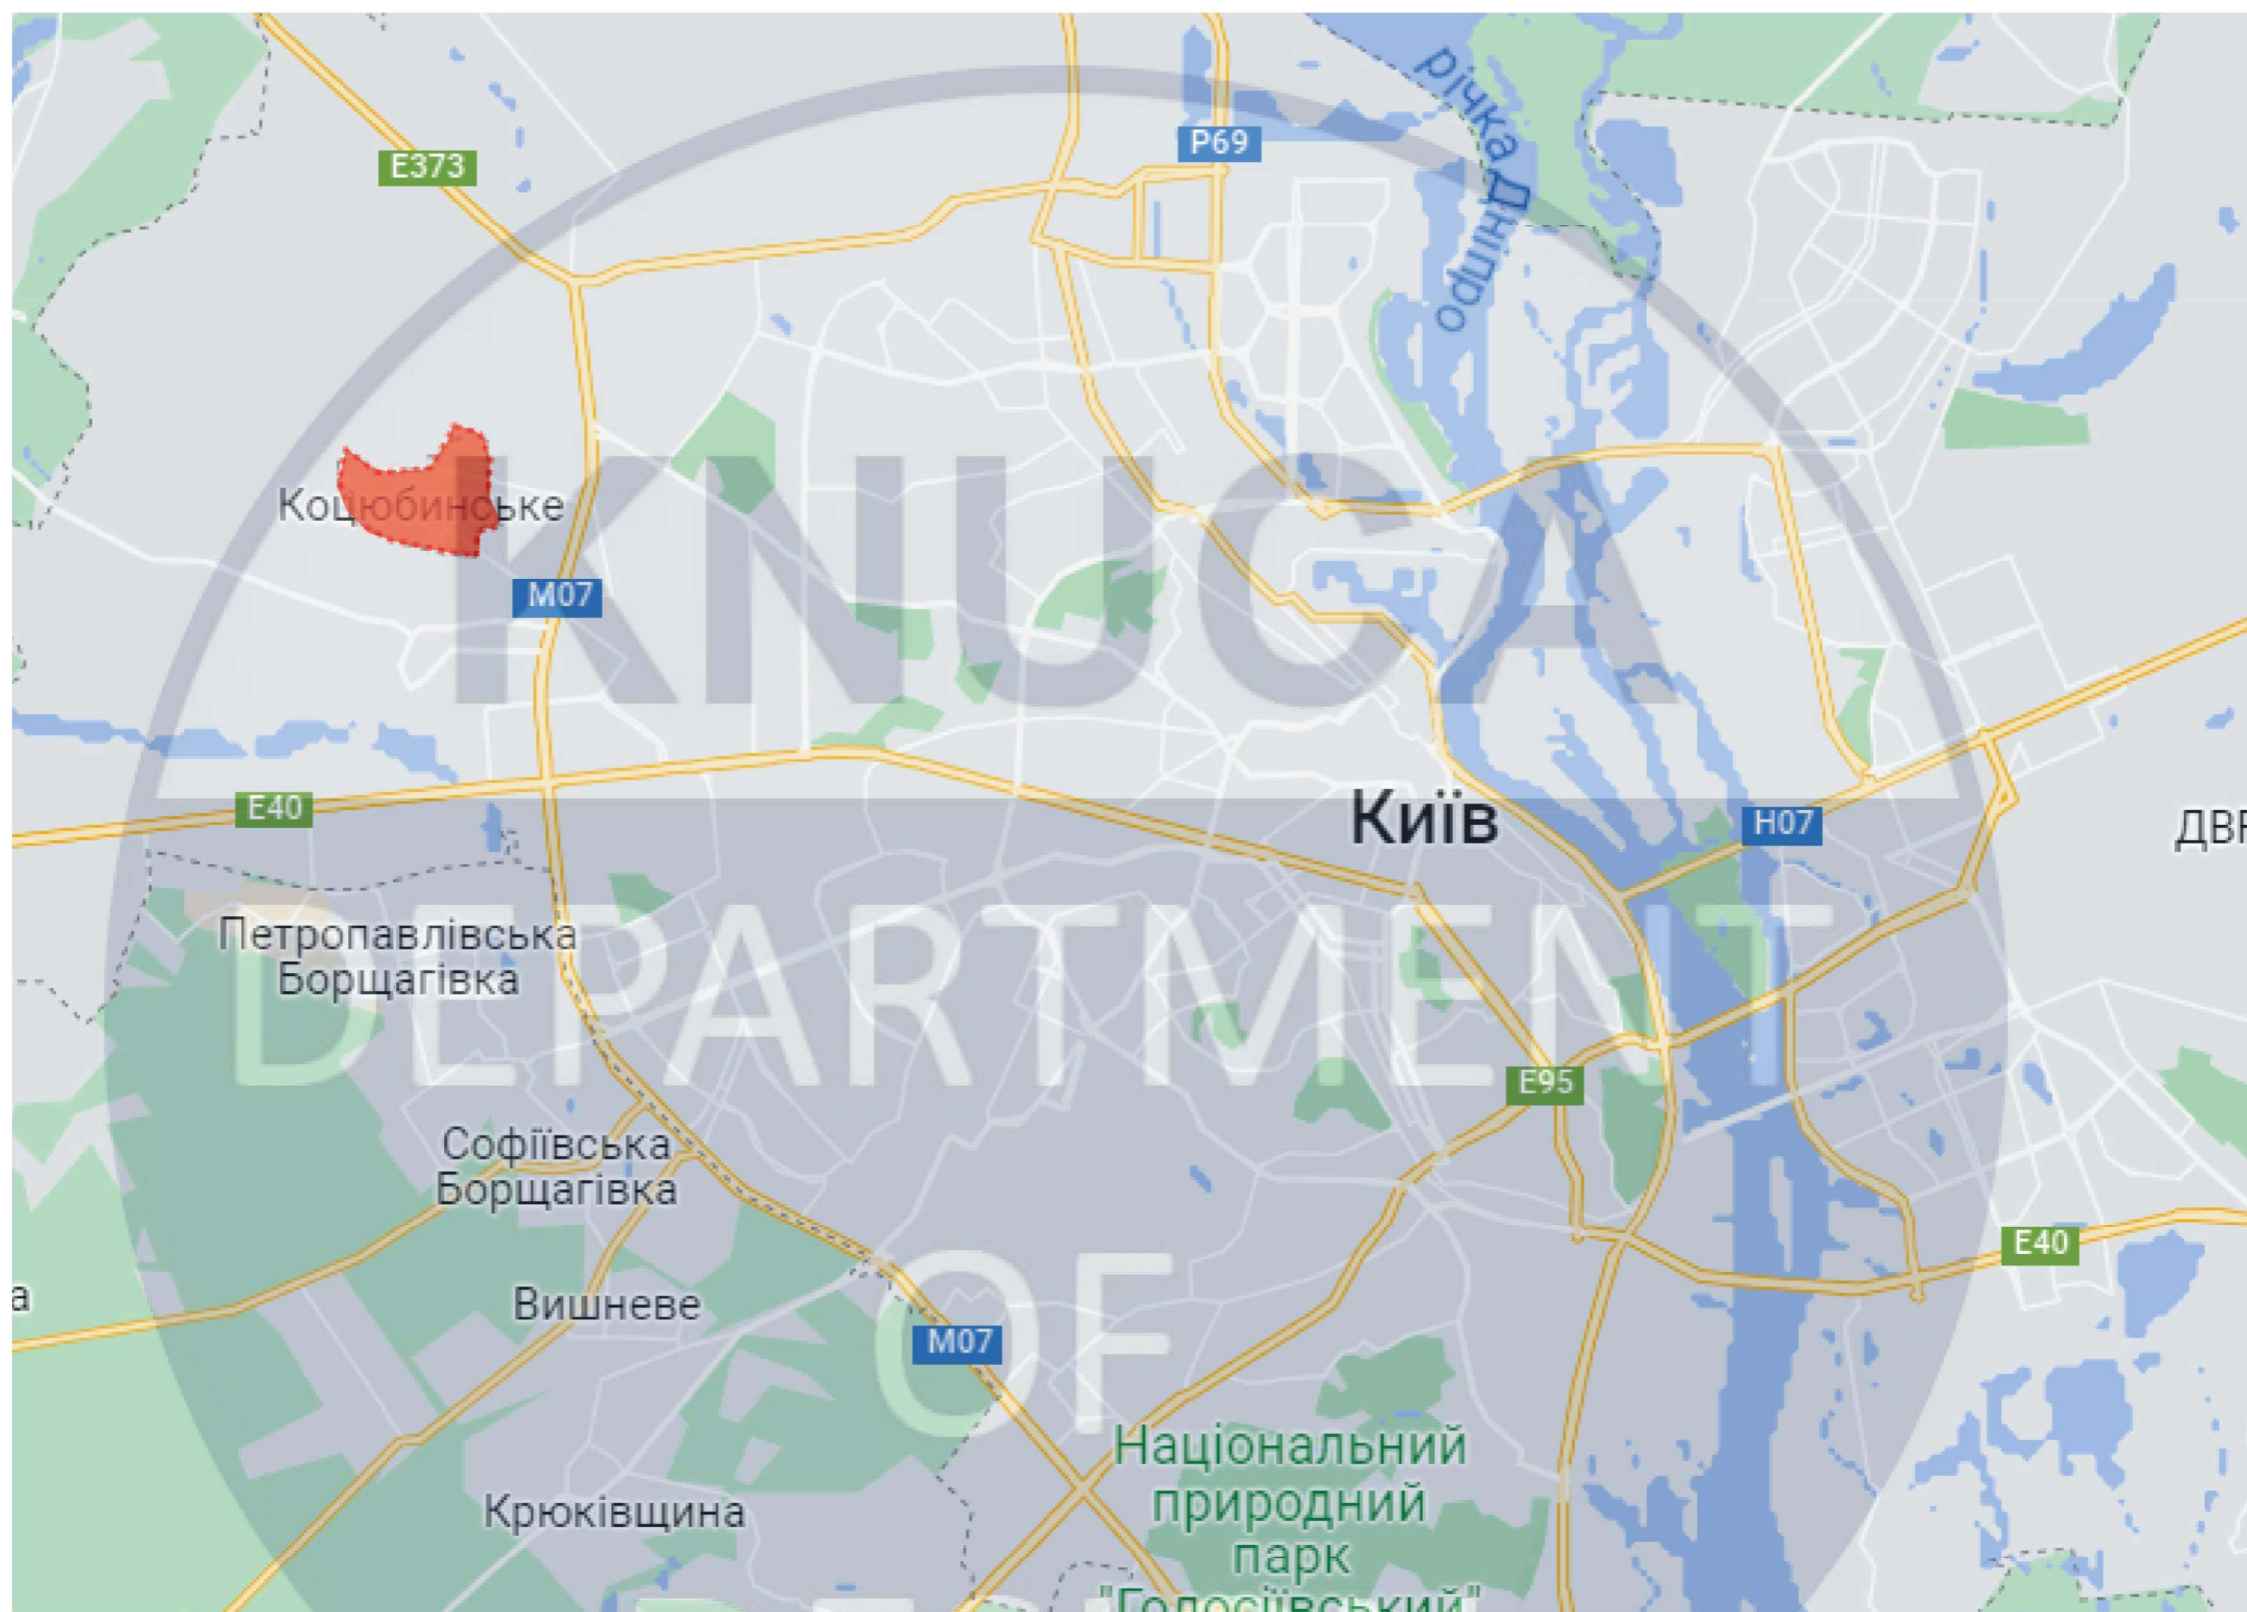 річка Дніпро
P69
E373
Коцюбинське
M07
KNUCA
E40
Київ
H07
Петропавлівська
Борщагівка
DEPARTMENT
E95
Софіївська
Борщагівка
E40
Вишневе
OF
M07
Національний
природний
парк
"Голосіївський"
Крюківщина